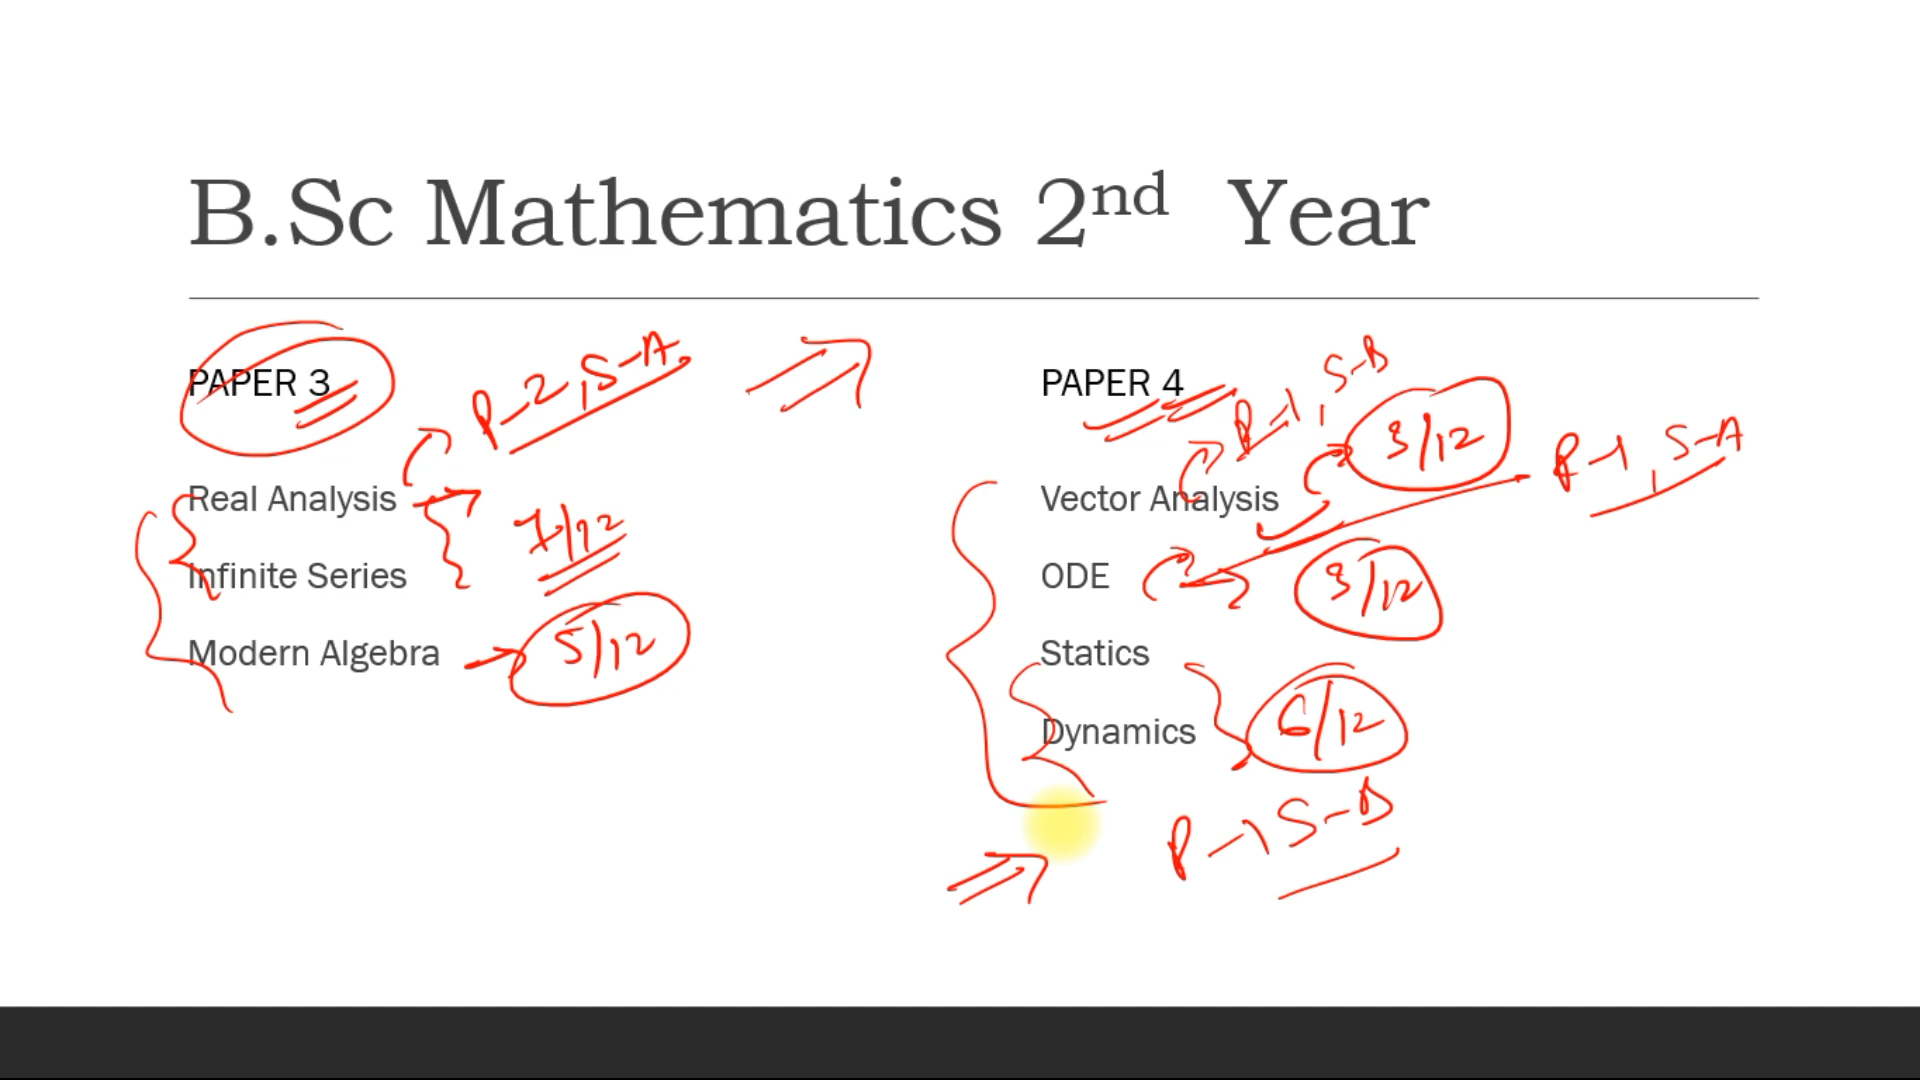 B.Sc Mathematics 2nd Year
PAPER 3
P-2, S-A
Real Analysis
7/12
Infinite Series
Modern Algebra
5/12
PAPER 4
P-1, S-B
3/12
P-1, S-A
Vector Analysis
ODE
3/12
Statics
Dynamics
6/12
P-1 S-B